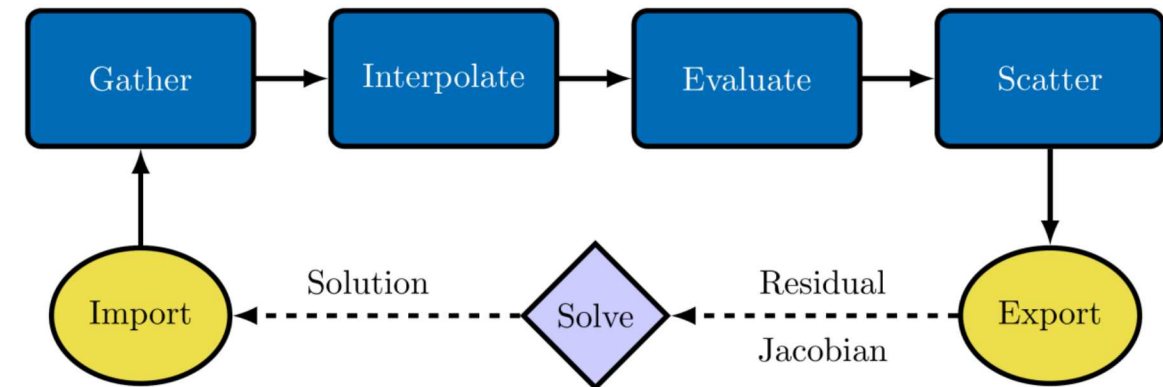 Gather
Interpolate
Evaluate
Scatter
Import
Solution
Solve
Residual
Jacobian
Export